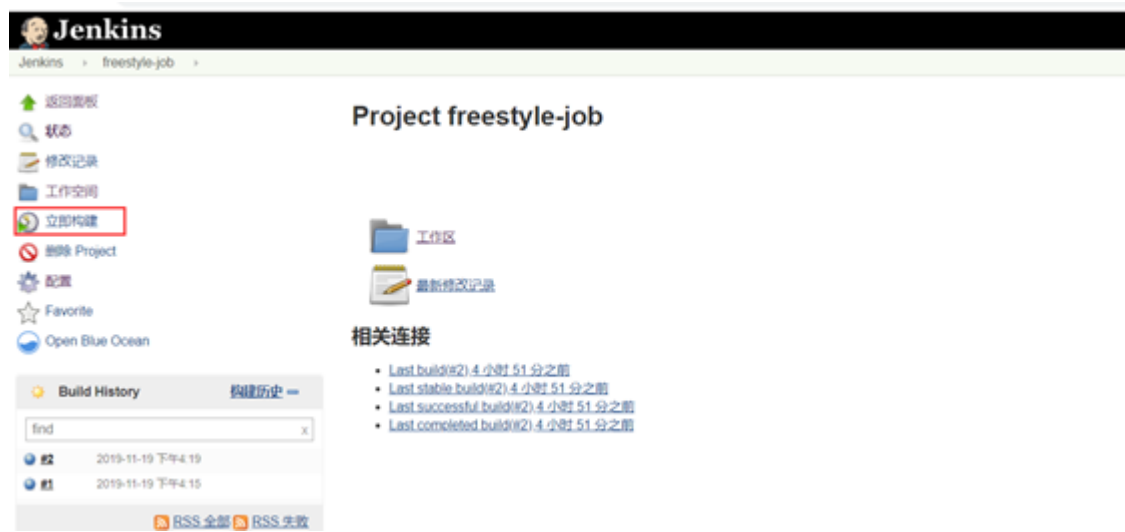 Jenkins
Jenkins › freestyle-job ›
返回面板
状态
修改记录
工作空间
立即构建
删除 Project
配置
Favorite
Open Blue Ocean
Build History 构建历史
find x
#2 2019-11-19 下午4:19
#1 2019-11-19 下午4:15
RSS 全部 RSS 失败
Project freestyle-job
工作区
最新修改记录
相关连接
Last build(#2),4 小时 51 分之前
Last stable build(#2),4 小时 51 分之前
Last successful build(#2),4 小时 51 分之前
Last completed build(#2),4 小时 51 分之前